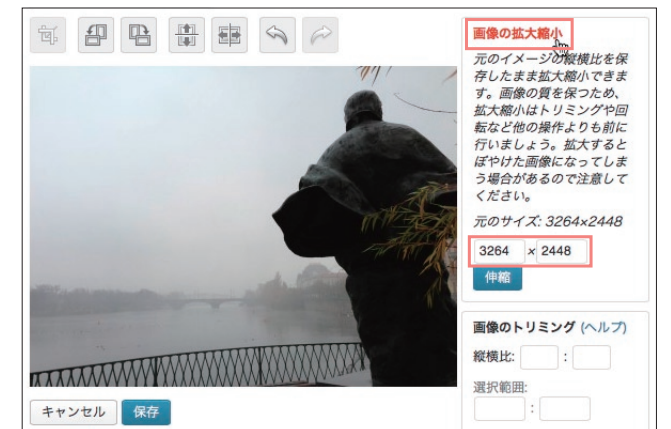 画像の拡大縮小
元のイメージの縦横比を保
存したまま拡大縮小できま
す。画像の質を保つため、
拡大縮小はトリミングや回
転など他の操作よりも前に
行いましょう。拡大すると
ぼやけた画像になってしま
う場合があるので注意して
ください。
元のサイズ: 3264×2448
3264 × 2448
伸縮
画像のトリミング (ヘルプ)
縦横比: :
選択範囲:
:
キャンセル 保存